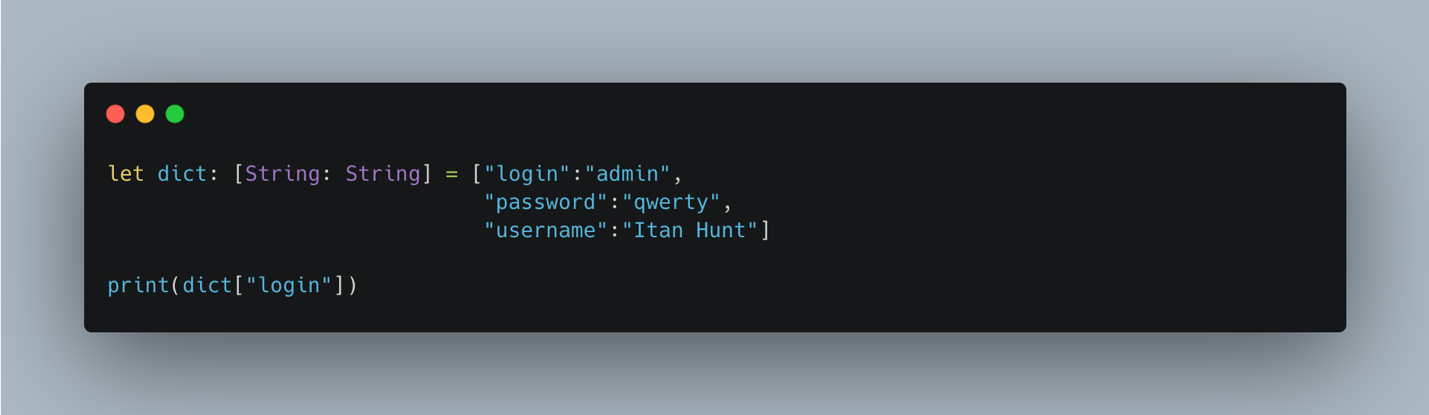 let dict: [String: String] = ["login":"admin",
"password":"qwerty",
"username":"Itan Hunt"]
print(dict["login"])